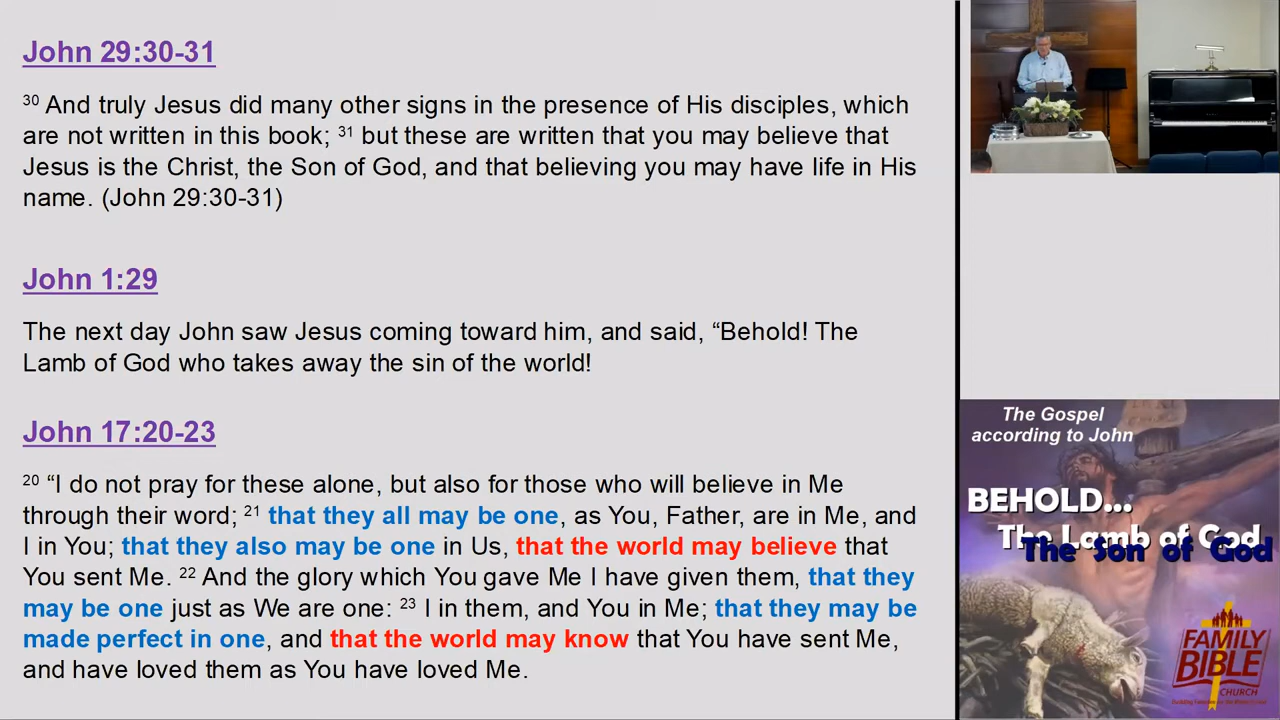 John 29:30-31
30 And truly Jesus did many other signs in the presence of His disciples, which
are not written in this book; 31 but these are written that you may believe that
Jesus is the Christ, the Son of God, and that believing you may have life in His
name. (John 29:30-31)
John 1:29
The next day John saw Jesus coming toward him, and said, “Behold! The
Lamb of God who takes away the sin of the world!
John 17:20-23
20 “I do not pray for these alone, but also for those who will believe in Me
through their word; 21 that they all may be one, as You, Father, are in Me, and
I in You; that they also may be one in Us, that the world may believe that
You sent Me. 22 And the glory which You gave Me I have given them, that they
may be one just as We are one: 23 I in them, and You in Me; that they may be
made perfect in one, and that the world may know that You have sent Me,
and have loved them as You have loved Me.
The Gospel
according to John
BEHOLD...
The Lamb of God
The Son of God
FAMILY
BIBLE
CHURCH